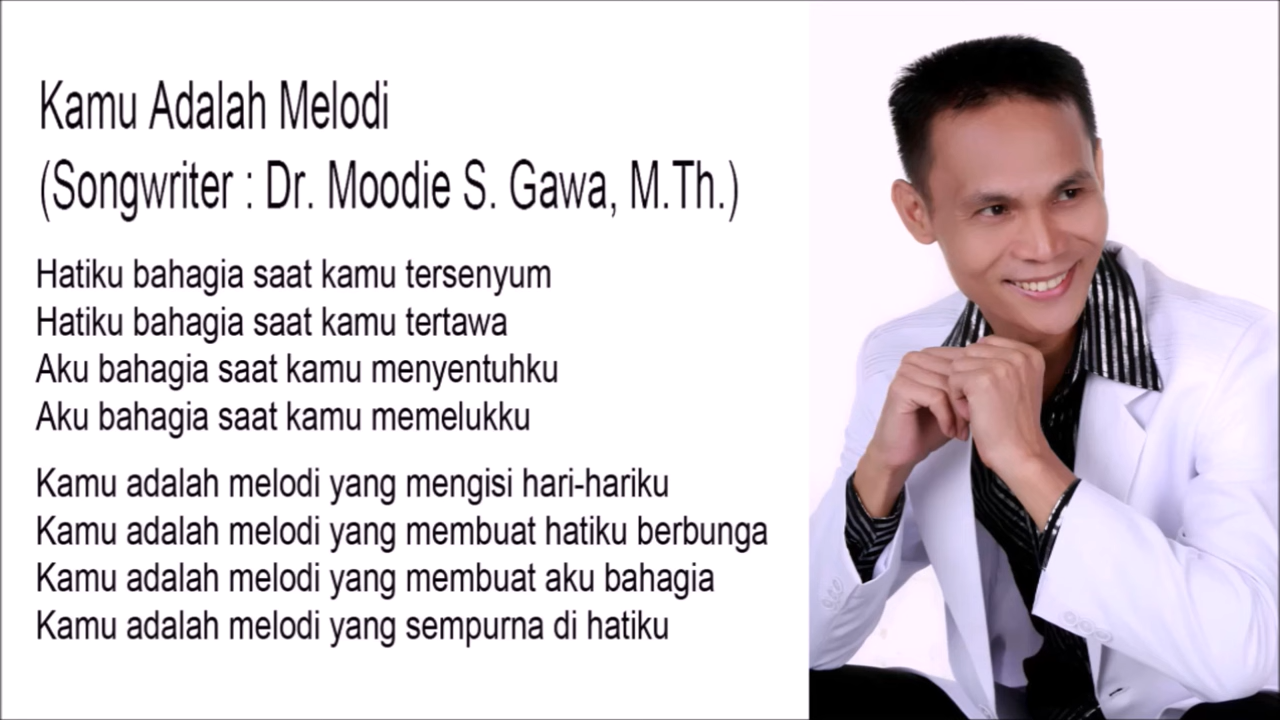 Kamu Adalah Melodi
(Songwriter : Dr. Moodie S. Gawa, M.Th.)
Hatiku bahagia saat kamu tersenyum
Hatiku bahagia saat kamu tertawa
Aku bahagia saat kamu menyentuhku
Aku bahagia saat kamu memelukku
Kamu adalah melodi yang mengisi hari-hariku
Kamu adalah melodi yang membuat hatiku berbunga
Kamu adalah melodi yang membuat aku bahagia
Kamu adalah melodi yang sempurna di hatiku